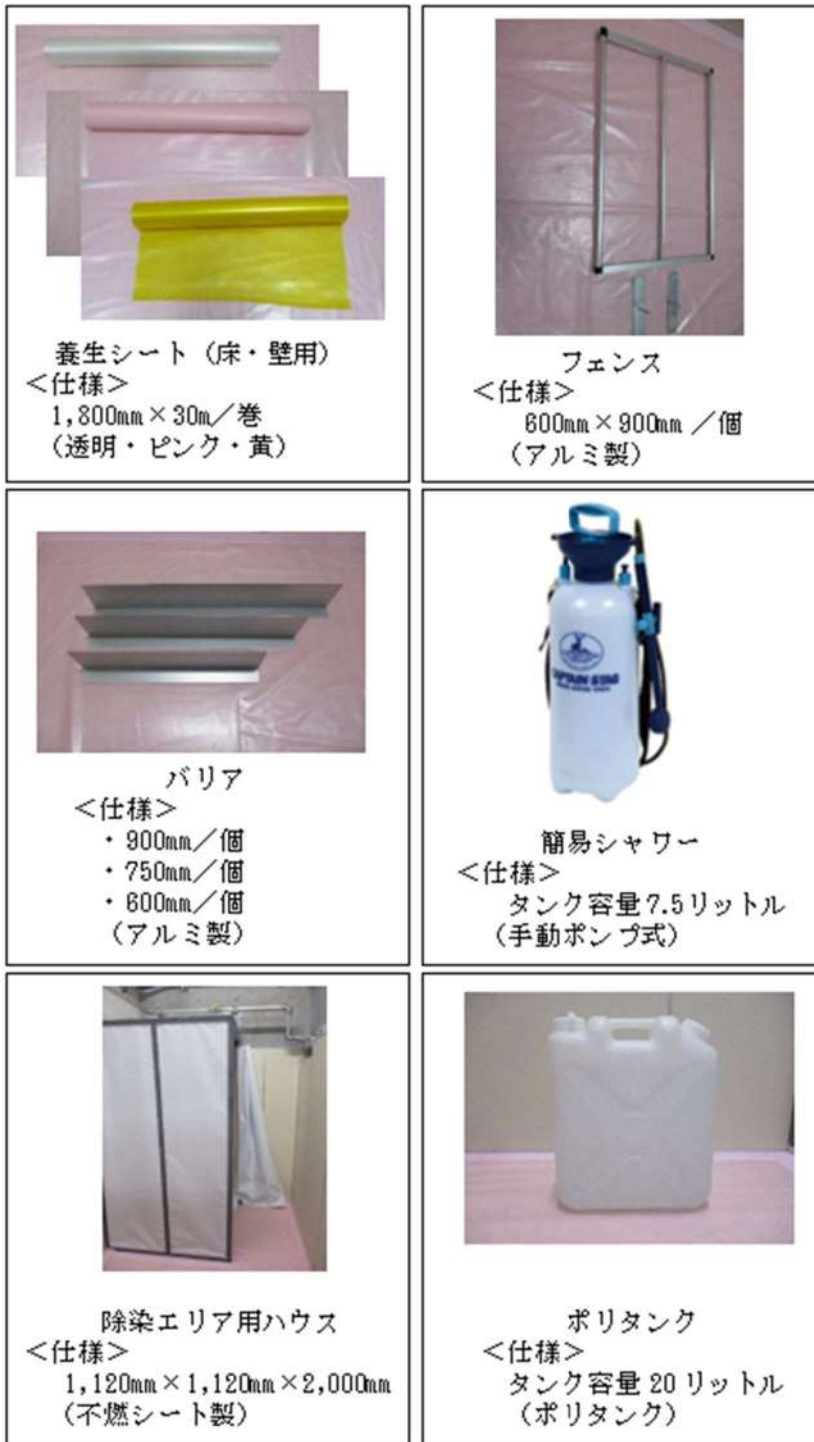 養生シート（床・壁用）
＜仕様＞
1,800mm×30m／巻
（透明・ピンク・黄）
フェンス
＜仕様＞
600mm×900mm／個
（アルミ製）
バリア
＜仕様＞
・900mm／個
・750mm／個
・600mm／個
（アルミ製）
CAPTAIN STAG
簡易シャワー
＜仕様＞
タンク容量7.5リットル
（手動ポンプ式）
除染エリア用ハウス
＜仕様＞
1,120mm×1,120mm×2,000mm
（不燃シート製）
ポリタンク
＜仕様＞
タンク容量20リットル
（ポリタンク）